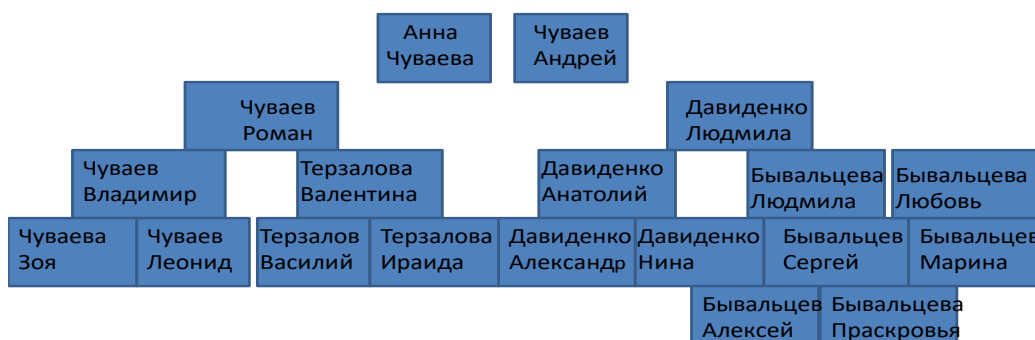 Анна
Чуваева
Чуваев
Андрей
Чуваев
Роман
Давиденко
Людмила
Чуваев
Владимир
Терзалова
Валентина
Давиденко
Анатолий
Бывальцева
Людмила
Бывальцева
Любовь
Чуваева
Зоя
Чуваев
Леонид
Терзалов
Василий
Терзалова
Ираида
Давиденко
Александр
Давиденко
Нина
Бывальцев
Сергей
Бывальцев
Марина
Бывальцев
Алексей
Бывальцева
Праскровья